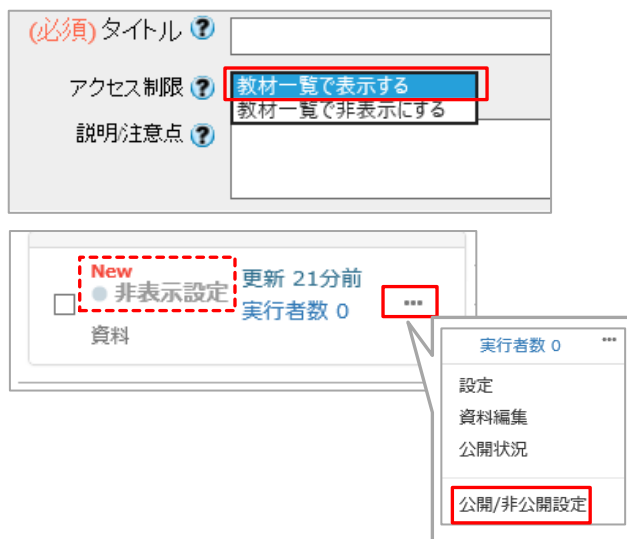 (必須) タイトル ?
アクセス制限 ?
教材一覧で表示する
教材一覧で非表示にする
説明/注意点 ?
New
非表示設定
更新 21分前
実行者数 0
...
資料
実行者数 0 ...
設定
資料編集
公開状況
公開/非公開設定